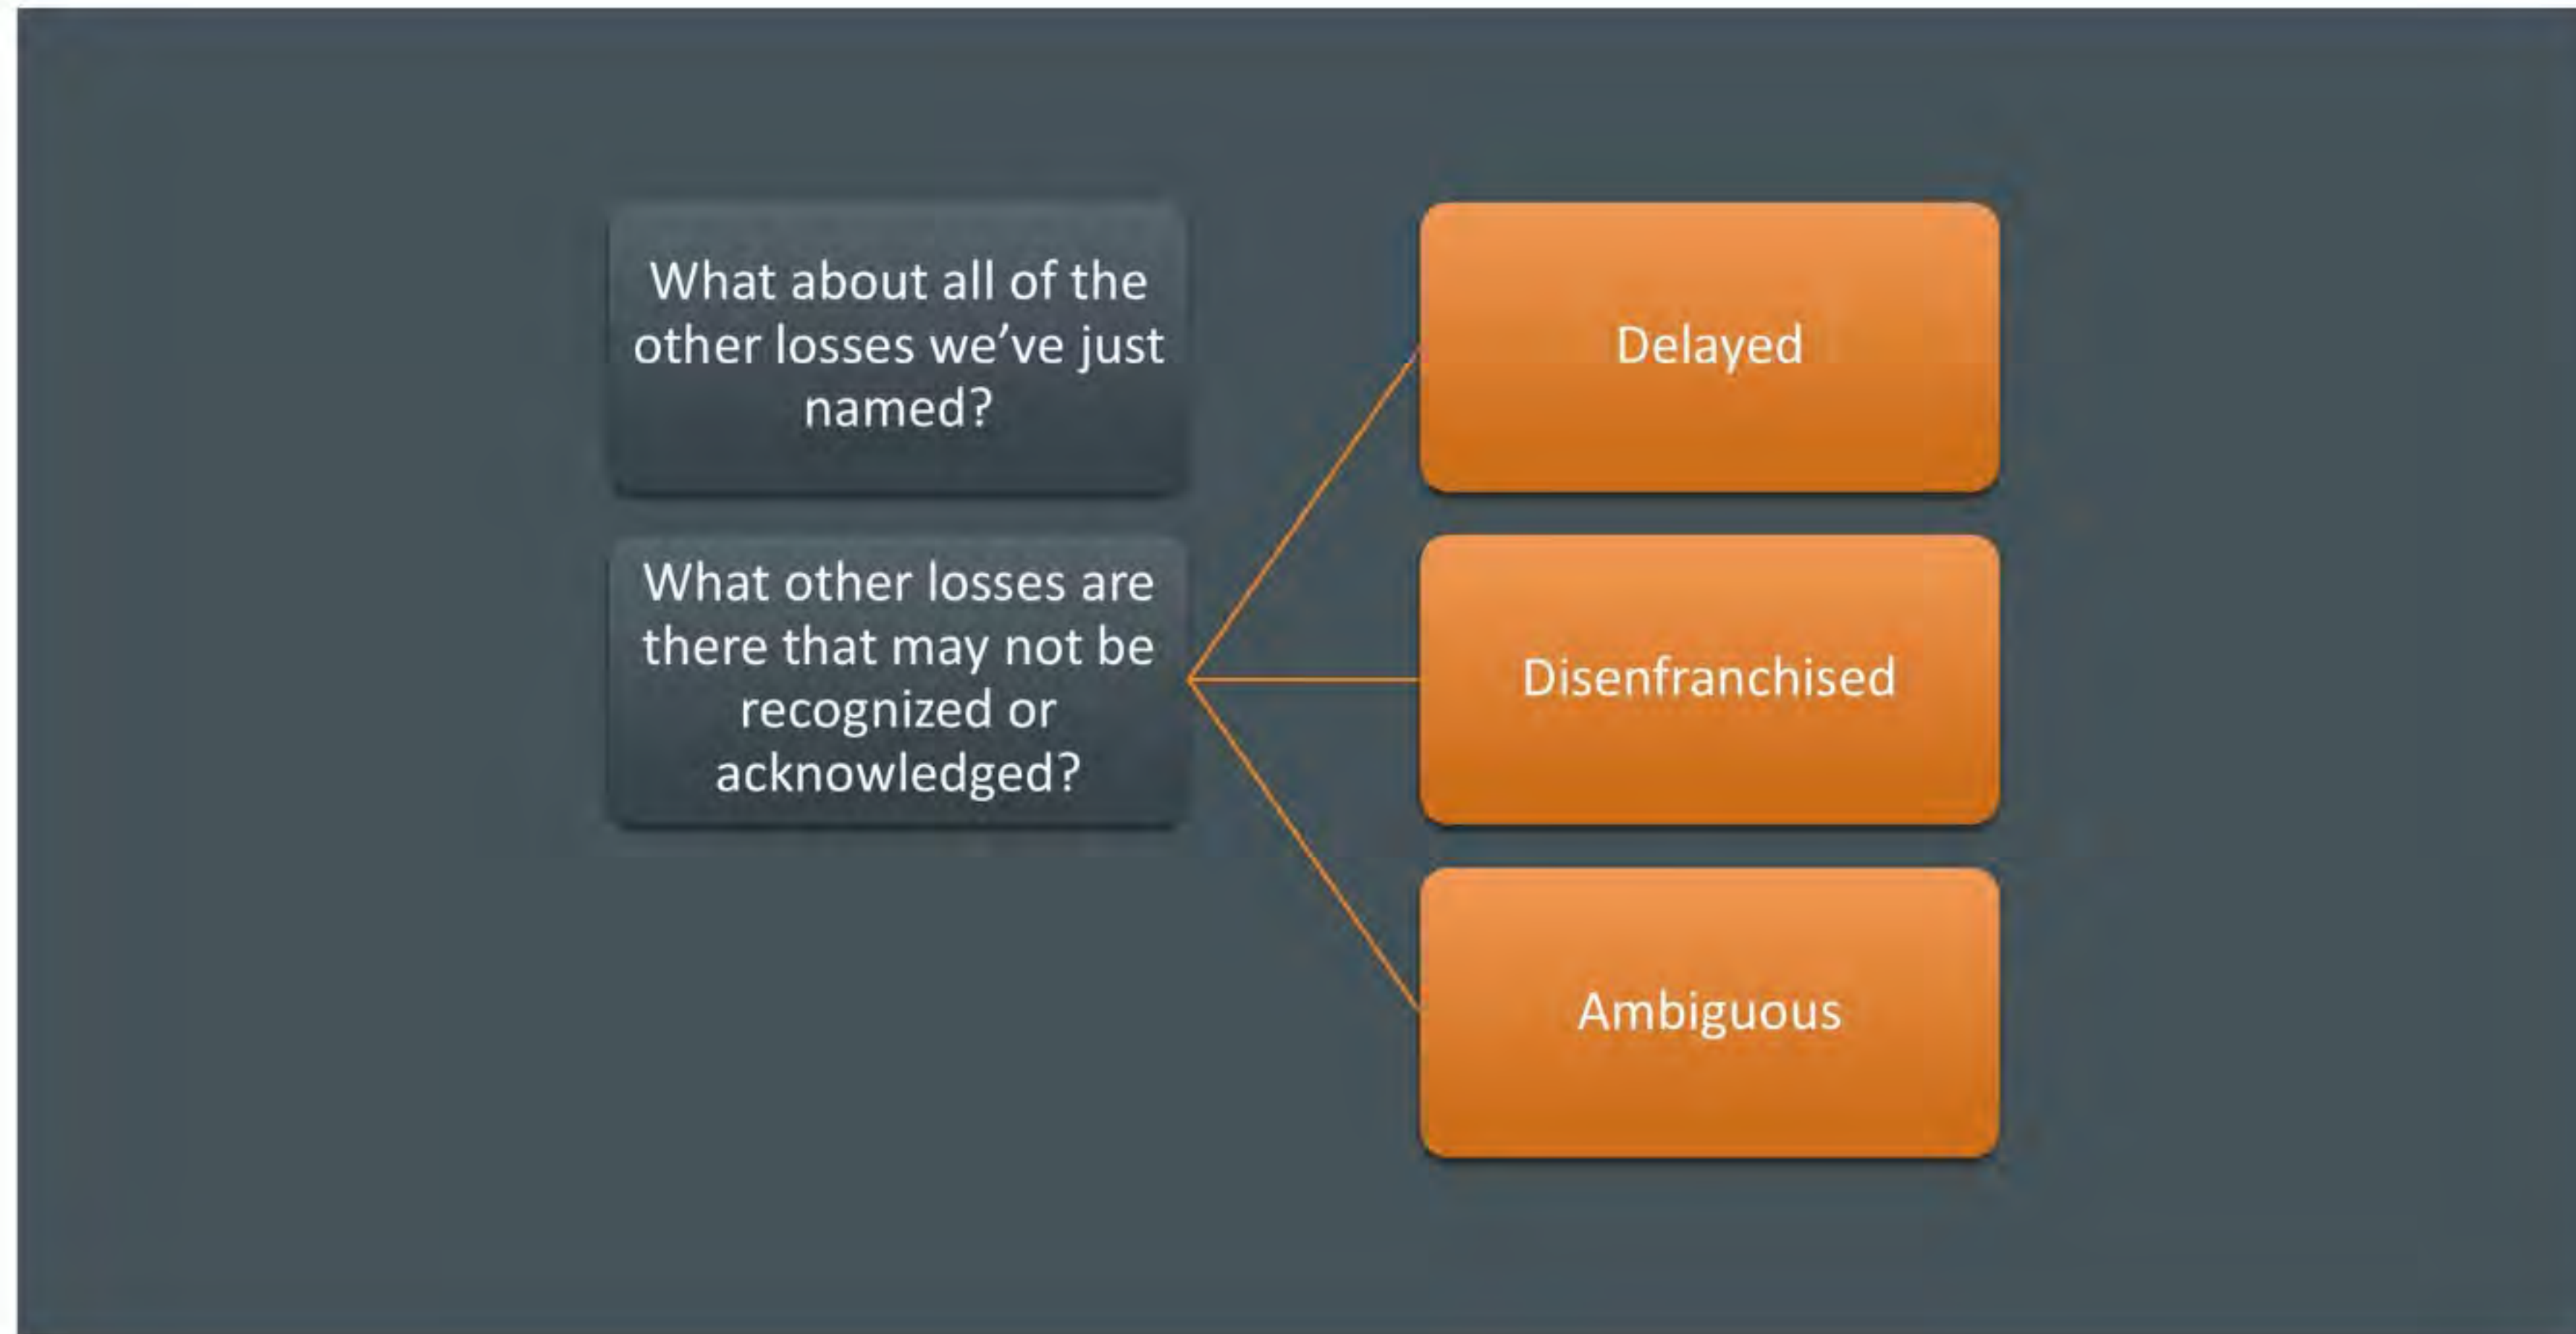 What about all of the
other losses we’ve just
named?
What other losses are
there that may not be
recognized or
acknowledged?
Delayed
Disenfranchised
Ambiguous